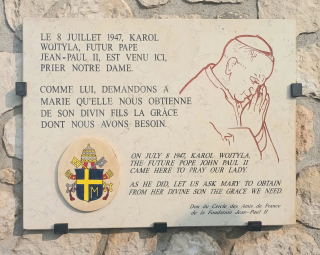 LE 8 JUILLET 1947, KAROL
WOJTYLA, FUTUR PAPE
JEAN-PAUL II, EST VENU ICI,
PRIER NOTRE DAME.
COMME LUI, DEMANDONS À
MARIE QU'ELLE NOUS OBTIENNE
DE SON DIVIN FILS LA GRÂCE
DONT NOUS AVONS BESOIN.
M
ON JULY 8 1947, KAROL WOJTYLA,
THE FUTURE POPE JOHN PAUL II
CAME HERE TO PRAY OUR LADY.
AS HE DID, LET US ASK MARY TO OBTAIN
FROM HER DIVINE SON THE GRACE WE NEED.
Don du Cercle des Amis de France
de la Fondation Jean-Paul II